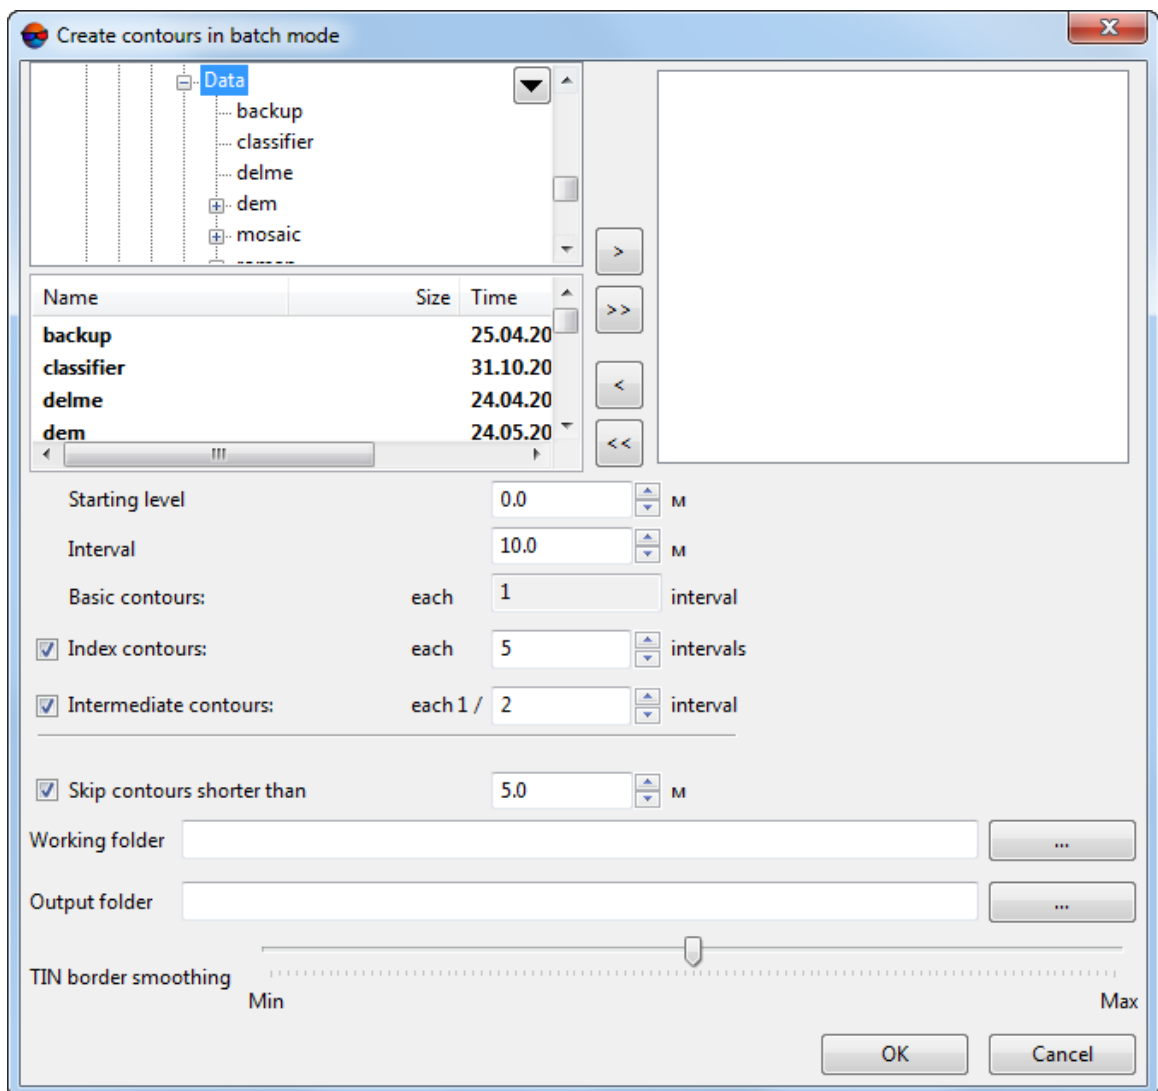 Create contours in batch mode
Data
backup
classifier
delme
dem
mosaic
>
>>
<
<<
Name Size Time
backup 25.04.20
classifier 31.10.20
delme 24.04.20
dem 24.05.20
Starting level 0.0 м
Interval 10.0 м
Basic contours: each 1 interval
Index contours: each 5 intervals
Intermediate contours: each 1 / 2 interval
Skip contours shorter than 5.0 м
Working folder ...
Output folder ...
TIN border smoothing
Min Max
OK Cancel